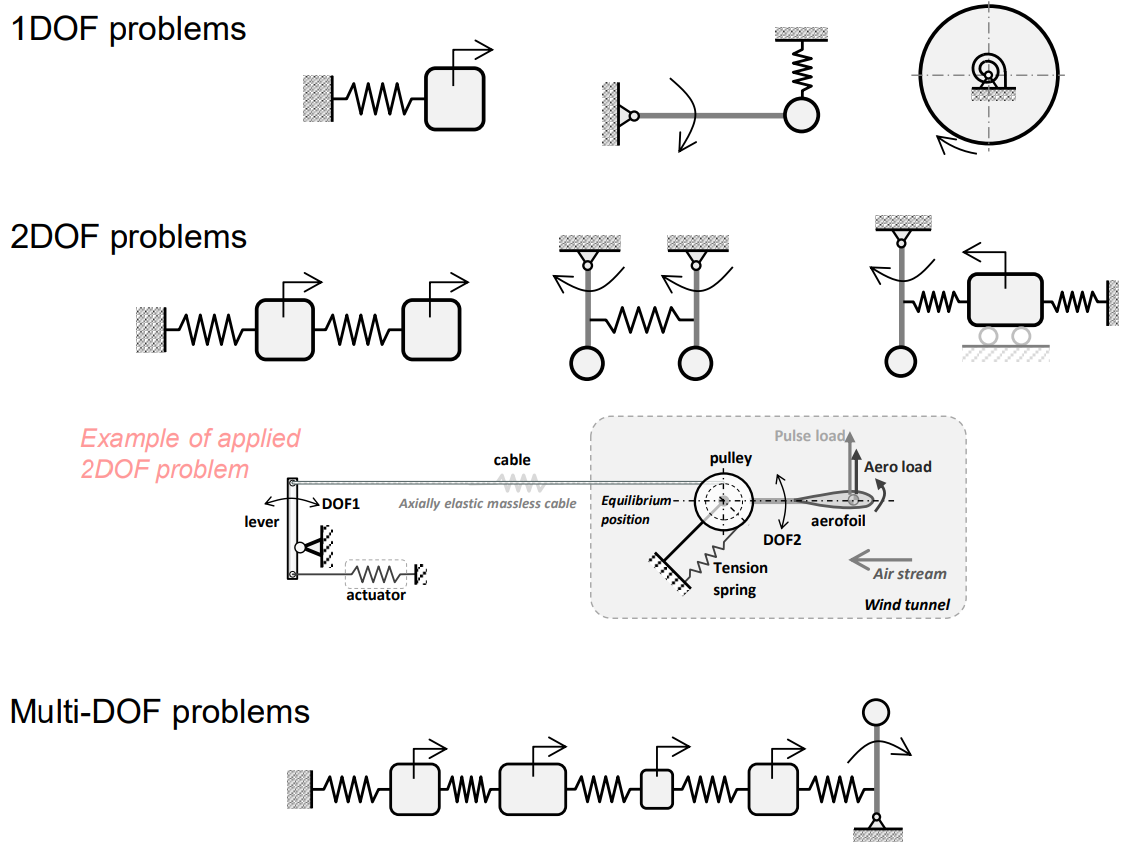 1DOF problems
2DOF problems
Example of applied
2DOF problem
cable
Axially elastic massless cable
DOF1
lever
actuator
Pulse load
pulley
Aero load
Equilibrium
position
aerofoil
DOF2
Tension
spring
Air stream
Wind tunnel
Multi-DOF problems